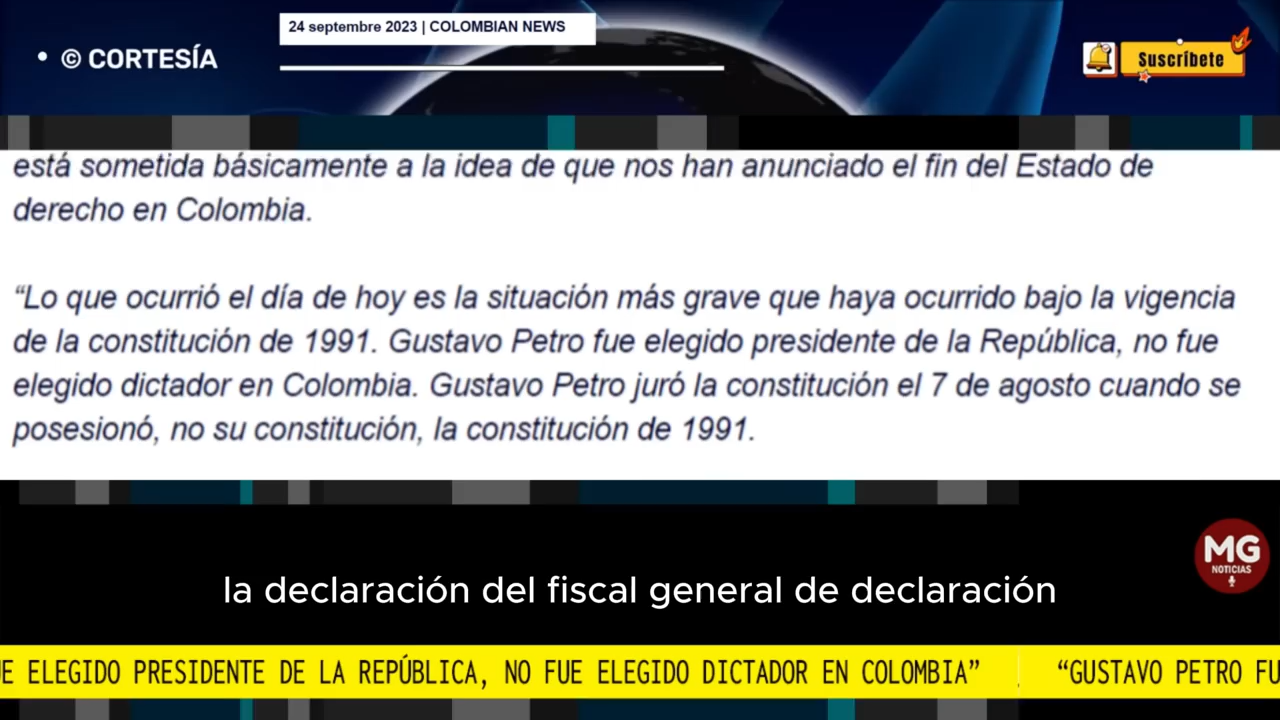 24 septembre 2023 | COLOMBIAN NEWS
• © CORTESÍA
Suscríbete
está sometida básicamente a la idea de que nos han anunciado el fin del Estado de
derecho en Colombia.
“Lo que ocurrió el día de hoy es la situación más grave que haya ocurrido bajo la vigencia
de la constitución de 1991. Gustavo Petro fue elegido presidente de la República, no fue
elegido dictador en Colombia. Gustavo Petro juró la constitución el 7 de agosto cuando se
posesionó, no su constitución, la constitución de 1991.
MG
NOTICIAS
la declaración del fiscal general de declaración
UE ELEGIDO PRESIDENTE DE LA REPÚBLICA, NO FUE ELEGIDO DICTADOR EN COLOMBIA” . “GUSTAVO PETRO FU